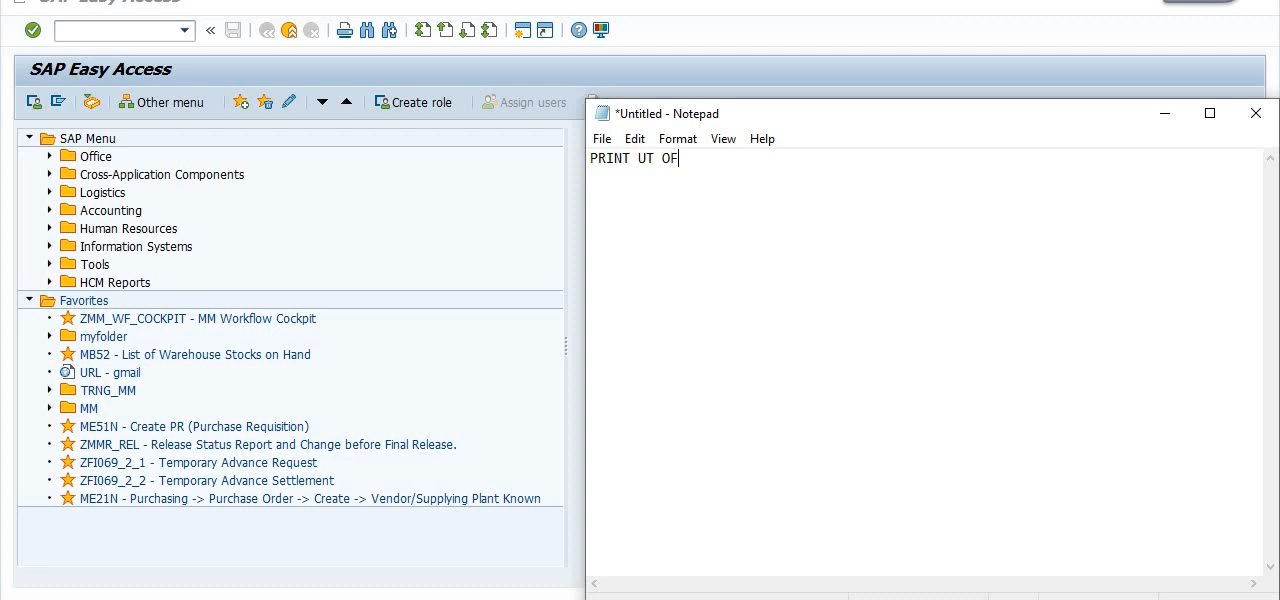 SAP Easy Access
SAP Easy Access
Other menu
Create role
Assign users
SAP Menu
Office
Cross-Application Components
Logistics
Accounting
Human Resources
Information Systems
Tools
HCM Reports
Favorites
ZMM_WF_COCKPIT - MM Workflow Cockpit
myfolder
MB52 - List of Warehouse Stocks on Hand
URL - gmail
TRNG_MM
MM
ME51N - Create PR (Purchase Requisition)
ZMMR_REL - Release Status Report and Change before Final Release.
ZFI069_2_1 - Temporary Advance Request
ZFI069_2_2 - Temporary Advance Settlement
ME21N - Purchasing -> Purchase Order -> Create -> Vendor/Supplying Plant Known
*Untitled - Notepad
File Edit Format View Help
PRINT UT OF